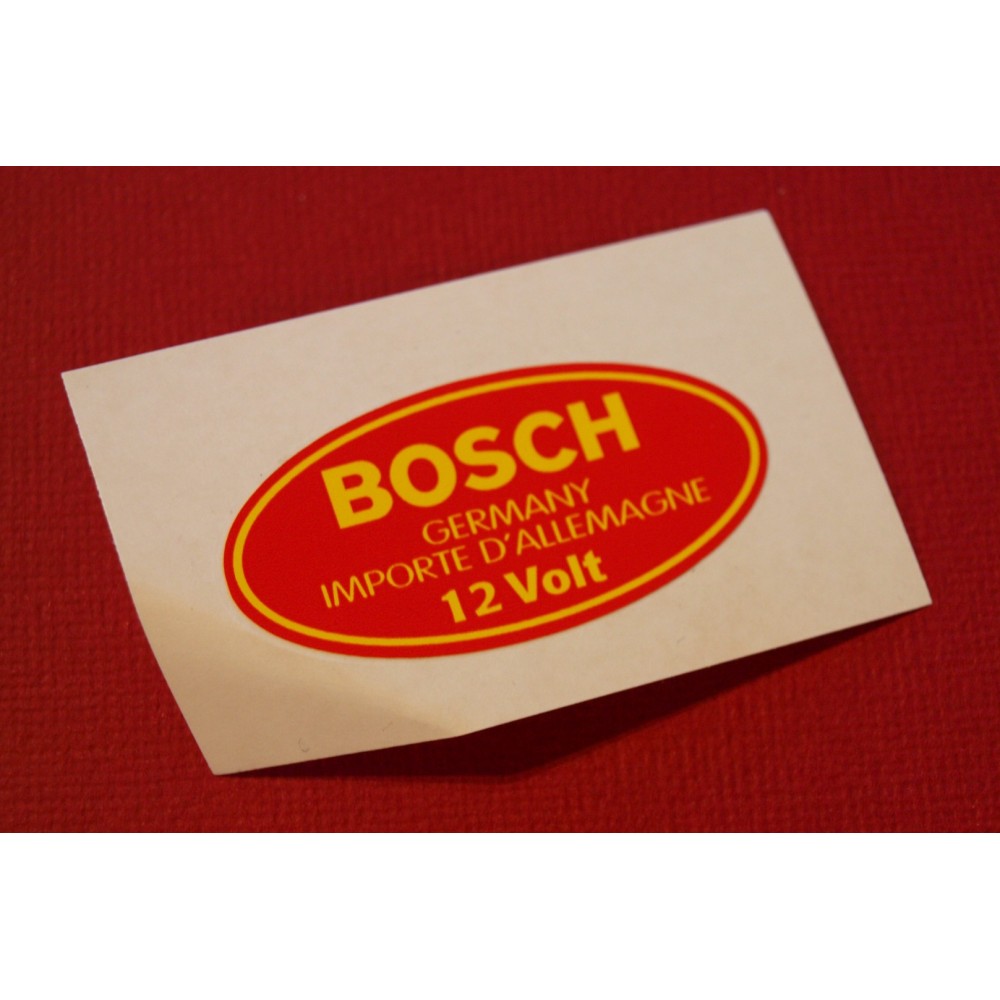 BOSCH
GERMANY
IMPORTE D'ALLEMAGNE
12 Volt